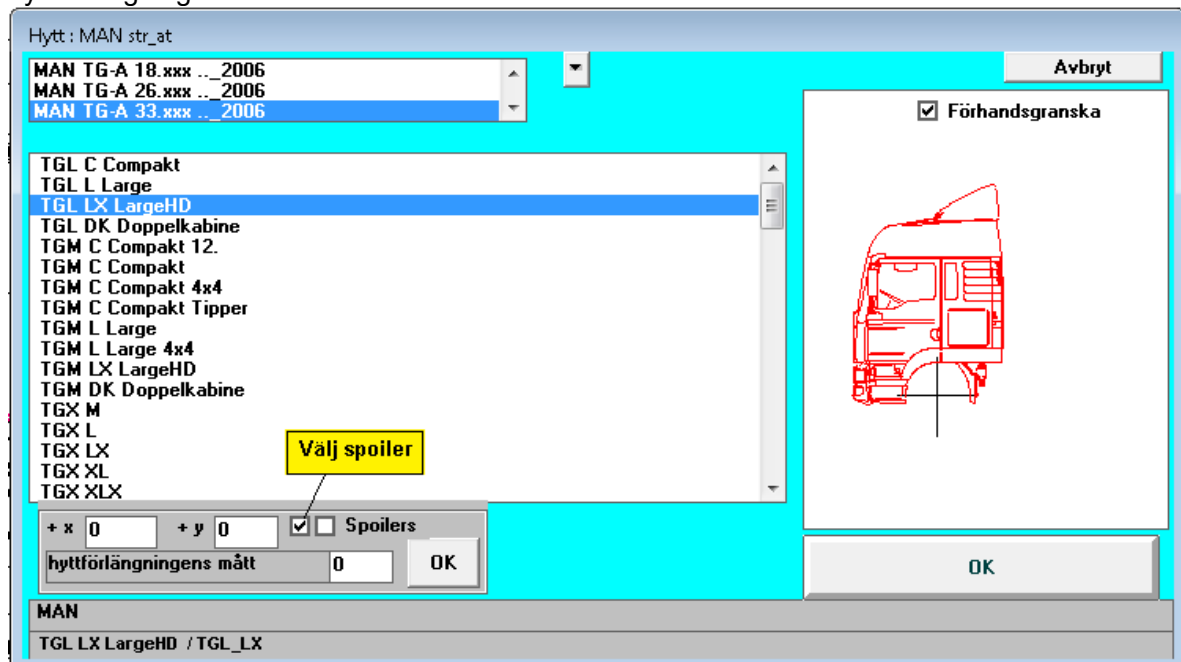 Hytt : MAN str_at
MAN TG-A 18.xxx .._2006
MAN TG-A 26.xxx .._2006
MAN TG-A 33.xxx .._2006
Avbryt
Förhandsgranska
TGL C Compakt
TGL L Large
TGL LX LargeHD
TGL DK Doppelkabine
TGM C Compakt 12.
TGM C Compakt
TGM C Compakt 4x4
TGM C Compakt Tipper
TGM L Large
TGM L Large 4x4
TGM LX LargeHD
TGM DK Doppelkabine
TGX M
TGX L
TGX LX
TGX XL
TGX XLX
Välj spoiler
+ x 0 + y 0 Spoilers
hyttförlängningens mått 0 OK
OK
MAN
TGL LX LargeHD / TGL_LX